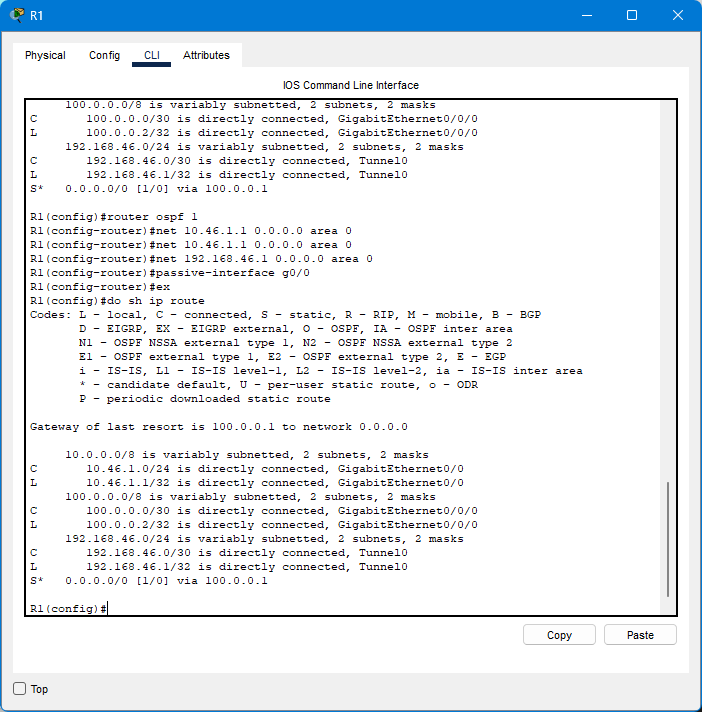 R1
Physical Config CLI Attributes
IOS Command Line Interface
100.0.0.0/8 is variably subnetted, 2 subnets, 2 masks
C 100.0.0.0/30 is directly connected, GigabitEthernet0/0/0
L 100.0.0.2/32 is directly connected, GigabitEthernet0/0/0
192.168.46.0/24 is variably subnetted, 2 subnets, 2 masks
C 192.168.46.0/30 is directly connected, Tunnel0
L 192.168.46.1/32 is directly connected, Tunnel0
S* 0.0.0.0/0 [1/0] via 100.0.0.1
R1(config)#router ospf 1
R1(config-router)#net 10.46.1.1 0.0.0.0 area 0
R1(config-router)#net 10.46.1.1 0.0.0.0 area 0
R1(config-router)#net 192.168.46.1 0.0.0.0 area 0
R1(config-router)#passive-interface g0/0
R1(config-router)#ex
R1(config)#do sh ip route
Codes: L - local, C - connected, S - static, R - RIP, M - mobile, B - BGP
D - EIGRP, EX - EIGRP external, O - OSPF, IA - OSPF inter area
N1 - OSPF NSSA external type 1, N2 - OSPF NSSA external type 2
E1 - OSPF external type 1, E2 - OSPF external type 2, E - EGP
i - IS-IS, L1 - IS-IS level-1, L2 - IS-IS level-2, ia - IS-IS inter area
* - candidate default, U - per-user static route, o - ODR
P - periodic downloaded static route
Gateway of last resort is 100.0.0.1 to network 0.0.0.0
10.0.0.0/8 is variably subnetted, 2 subnets, 2 masks
C 10.46.1.0/24 is directly connected, GigabitEthernet0/0
L 10.46.1.1/32 is directly connected, GigabitEthernet0/0
100.0.0.0/8 is variably subnetted, 2 subnets, 2 masks
C 100.0.0.0/30 is directly connected, GigabitEthernet0/0/0
L 100.0.0.2/32 is directly connected, GigabitEthernet0/0/0
192.168.46.0/24 is variably subnetted, 2 subnets, 2 masks
C 192.168.46.0/30 is directly connected, Tunnel0
L 192.168.46.1/32 is directly connected, Tunnel0
S* 0.0.0.0/0 [1/0] via 100.0.0.1
R1(config)#
Copy Paste
Top